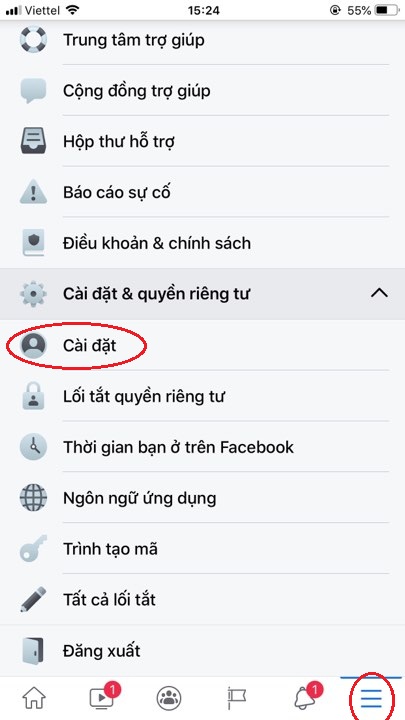 Viettel 15:24 55%
Trung tâm trợ giúp
Cộng đồng trợ giúp
Hộp thư hỗ trợ
Báo cáo sự cố
Điều khoản & chính sách
Cài đặt & quyền riêng tư
Cài đặt
Lối tắt quyền riêng tư
Thời gian bạn ở trên Facebook
Ngôn ngữ ứng dụng
Trình tạo mã
Tất cả lối tắt
Đăng xuất
1 1